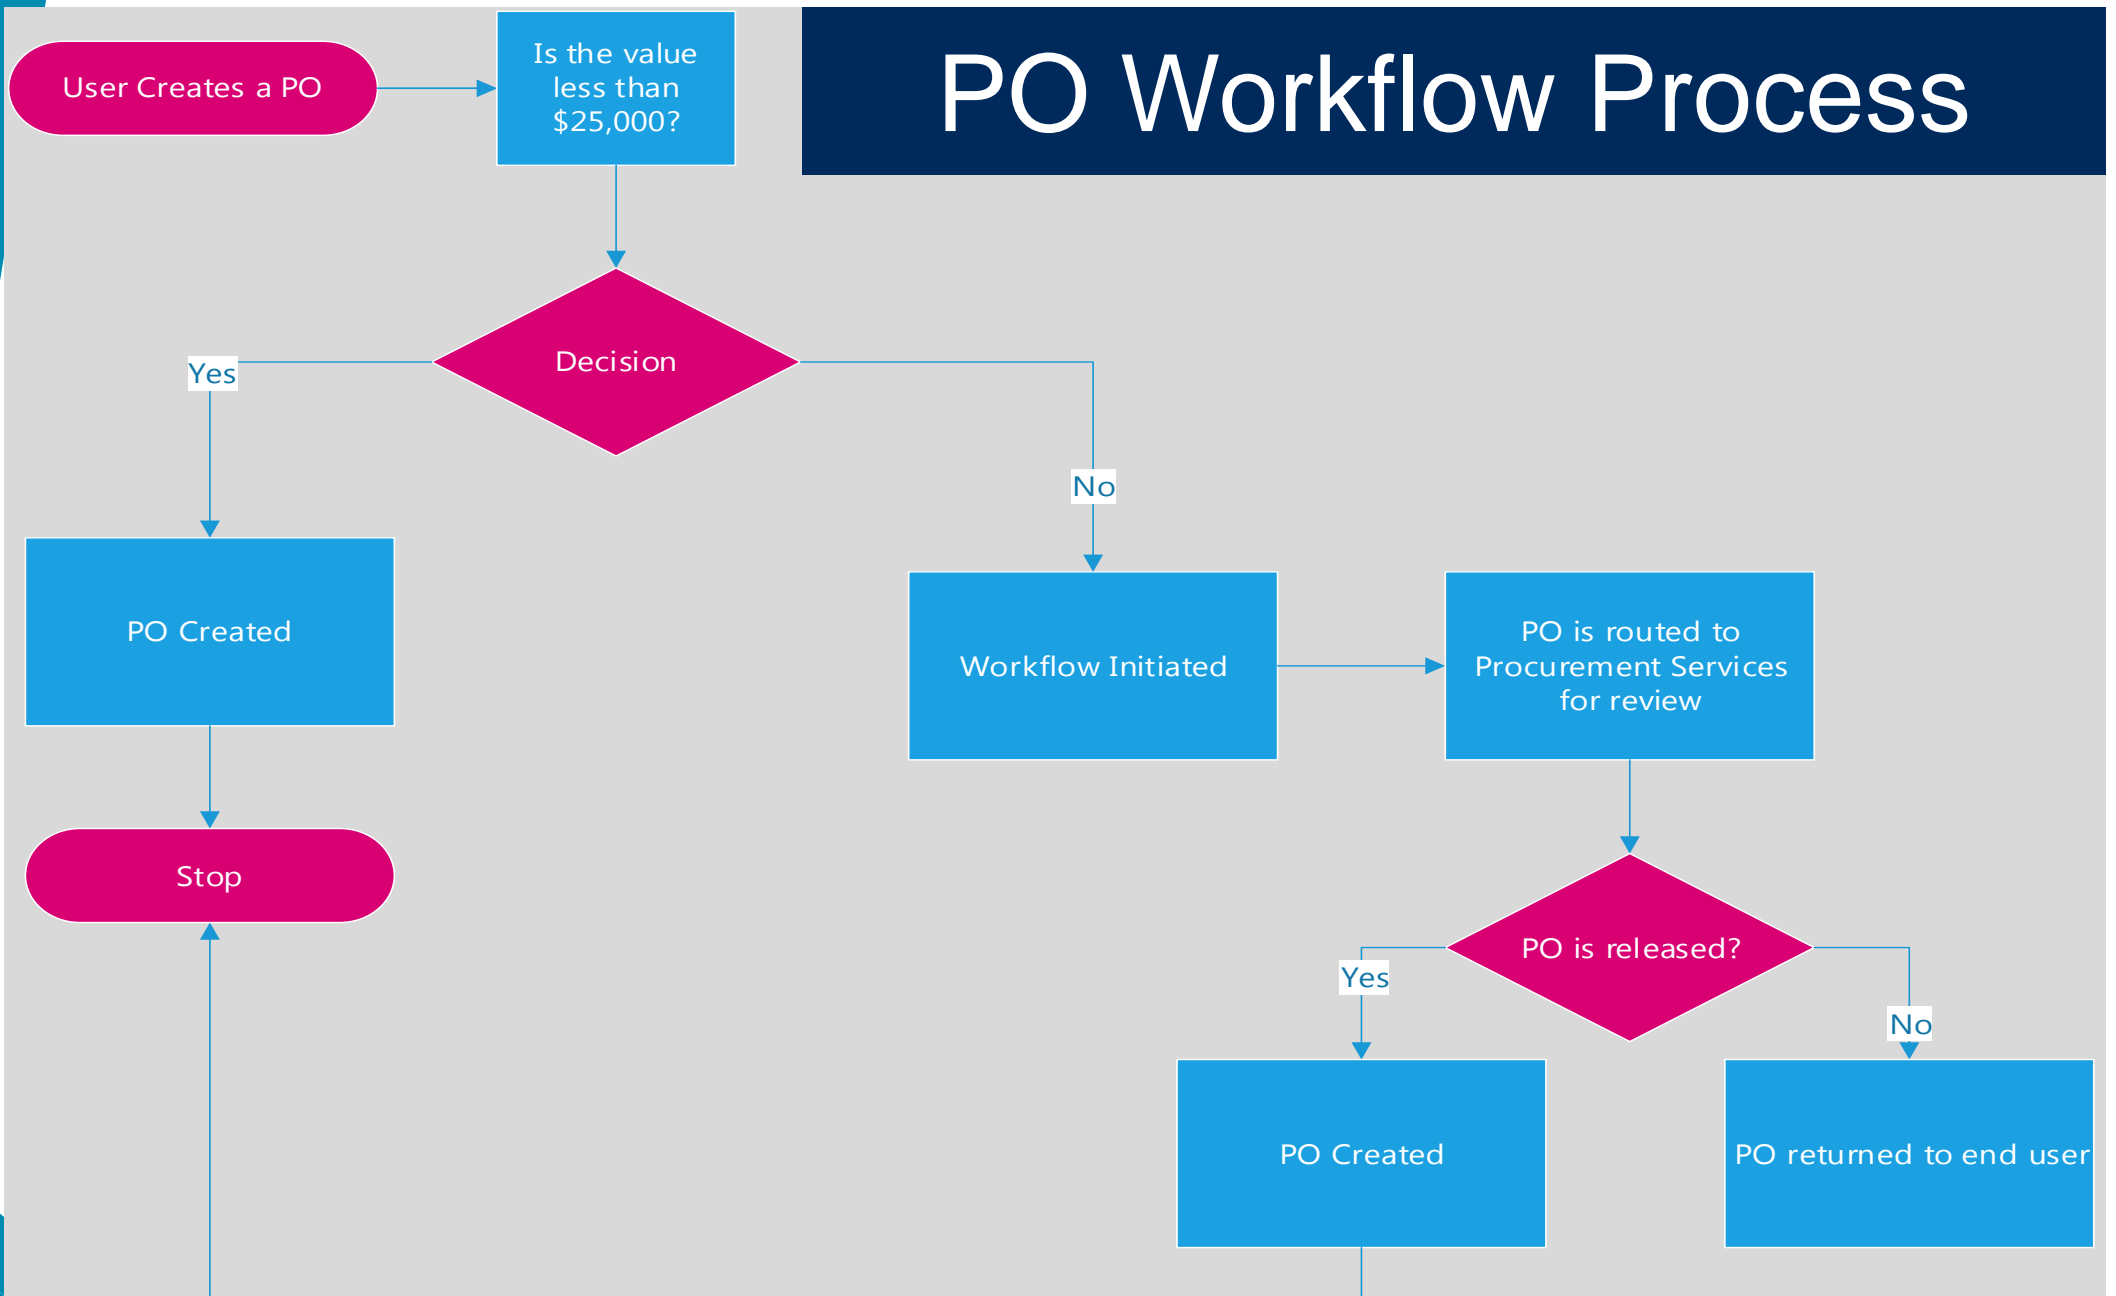 User Creates a PO
Is the value
less than
$25,000?
PO Workflow Process
Decision
Yes
No
PO Created
Workflow Initiated
PO is routed to
Procurement Services
for review
Stop
PO is released?
Yes
No
PO Created
PO returned to end user